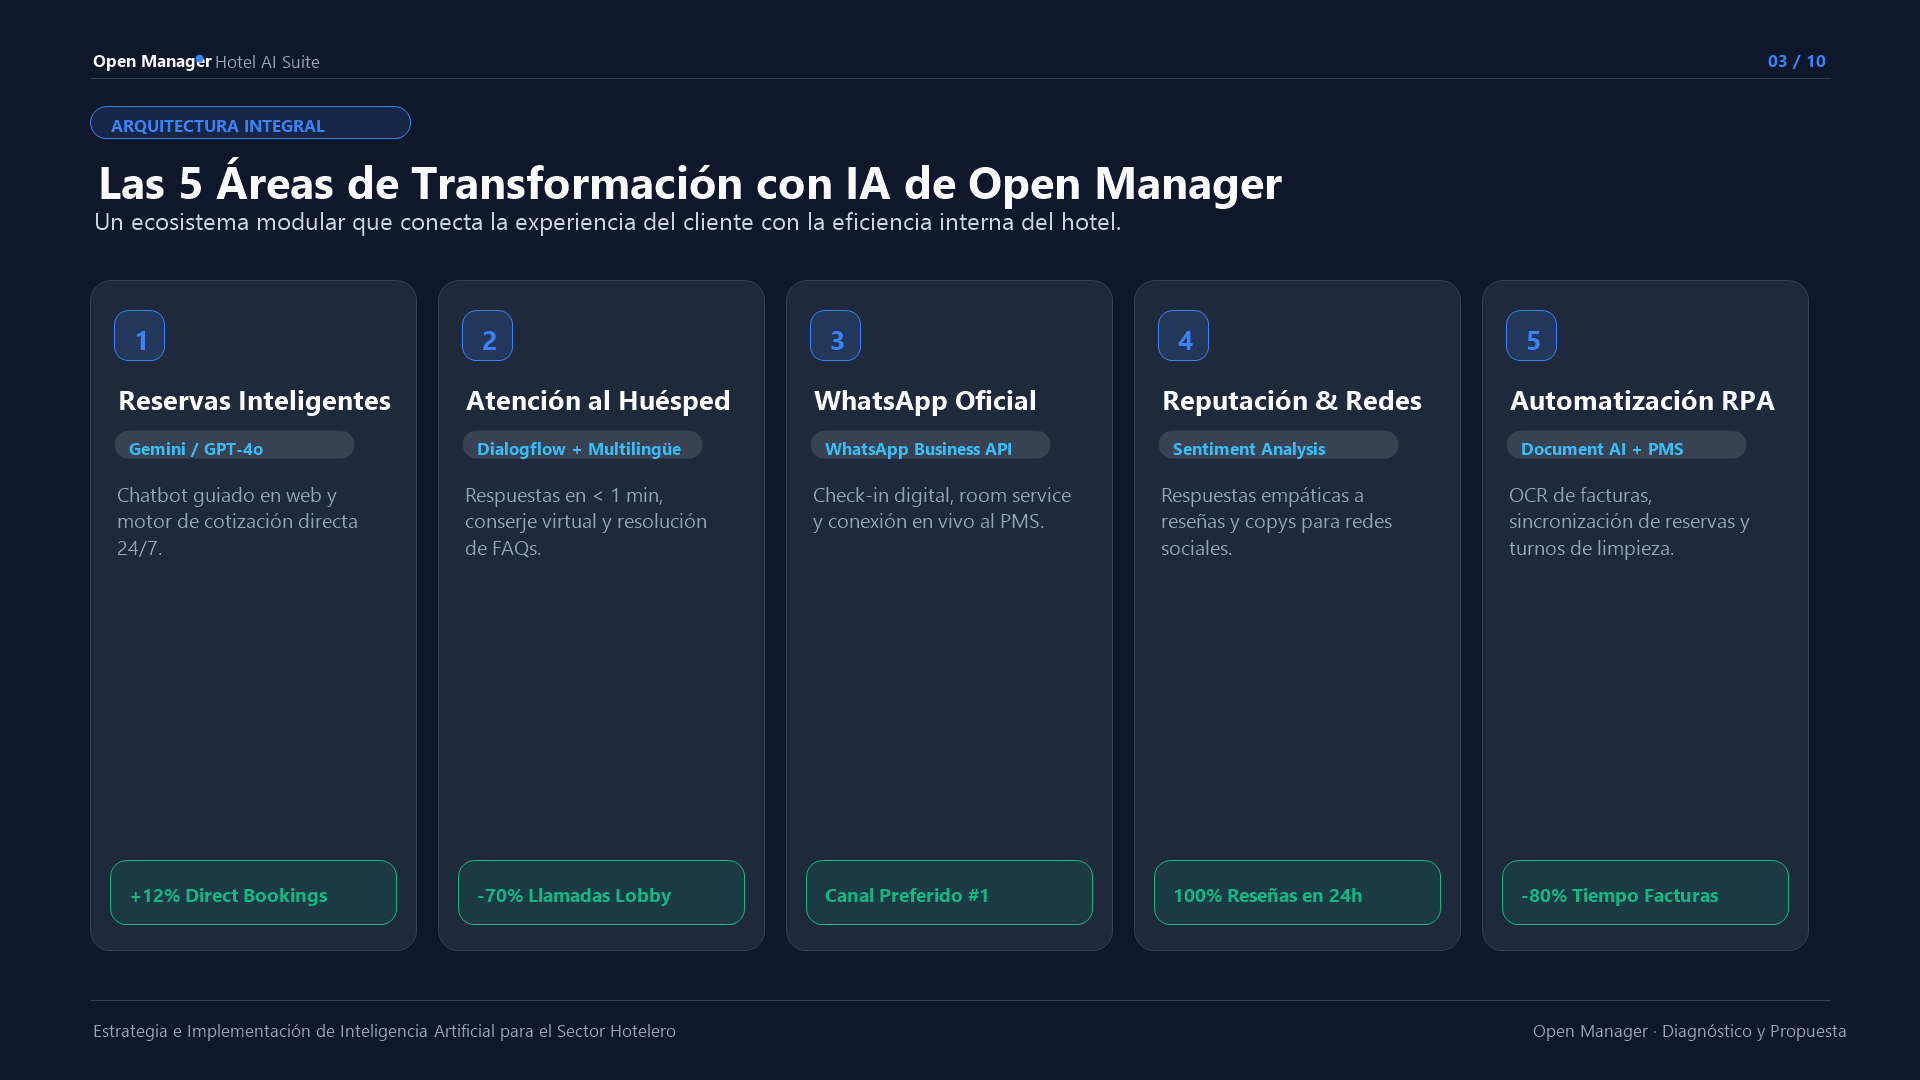 Open Manager Hotel AI Suite
03 / 10
ARQUITECTURA INTEGRAL
Las 5 Áreas de Transformación con IA de Open Manager
Un ecosistema modular que conecta la experiencia del cliente con la eficiencia interna del hotel.
1
Reservas Inteligentes
Gemini / GPT-4o
Chatbot guiado en web y
motor de cotización directa
24/7.
+12% Direct Bookings
2
Atención al Huésped
Dialogflow + Multilingüe
Respuestas en < 1 min,
conserje virtual y resolución
de FAQs.
-70% Llamadas Lobby
3
WhatsApp Oficial
WhatsApp Business API
Check-in digital, room service
y conexión en vivo al PMS.
Canal Preferido #1
4
Reputación & Redes
Sentiment Analysis
Respuestas empáticas a
reseñas y copys para redes
sociales.
100% Reseñas en 24h
5
Automatización RPA
Document AI + PMS
OCR de facturas,
sincronización de reservas y
turnos de limpieza.
-80% Tiempo Facturas
Estrategia e Implementación de Inteligencia Artificial para el Sector Hotelero
Open Manager · Diagnóstico y Propuesta